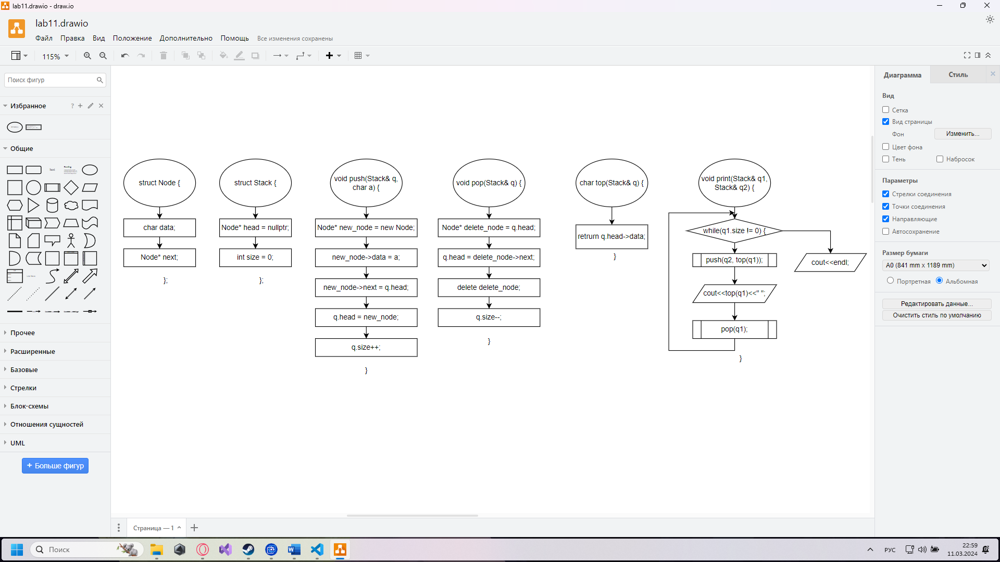 lab11.drawio - draw.io
lab11.drawio
Файл Правка Вид Положение Дополнительно Помощь Все изменения сохранены
115%
Поиск фигур
Избранное
?
Общие
Text
Heading
Прочее
Расширенные
Базовые
Стрелки
Блок-схемы
Отношения сущностей
UML
+ Больше фигур
struct Node {
char data;
Node* next;
};
struct Stack {
Node* head = nullptr;
int size = 0;
};
void push(Stack& q,
char a) {
Node* new_node = new Node;
new_node->data = a;
new_node->next = q.head;
q.head = new_node;
q.size++;
}
void pop(Stack& q) {
Node* delete_node = q.head;
q.head = delete_node->next;
delete delete_node;
q.size--;
}
char top(Stack& q) {
retrurn q.head->data;
}
void print(Stack& q1,
Stack& q2) {
while(q1.size != 0) {
push(q2, top(q1));
cout<<top(q1)<<" ";
pop(q1);
}
cout<<endl;
Диаграмма Стиль
Вид
Сетка
Вид страницы
Фон Изменить...
Цвет фона
Тень Набросок
Параметры
Стрелки соединения
Точки соединения
Направляющие
Автосохранение
Размер бумаги
A0 (841 mm x 1189 mm)
Портретная Альбомная
Редактировать данные...
Очистить стиль по умолчанию
Страница — 1
Поиск
РУС
22:59
11.03.2024